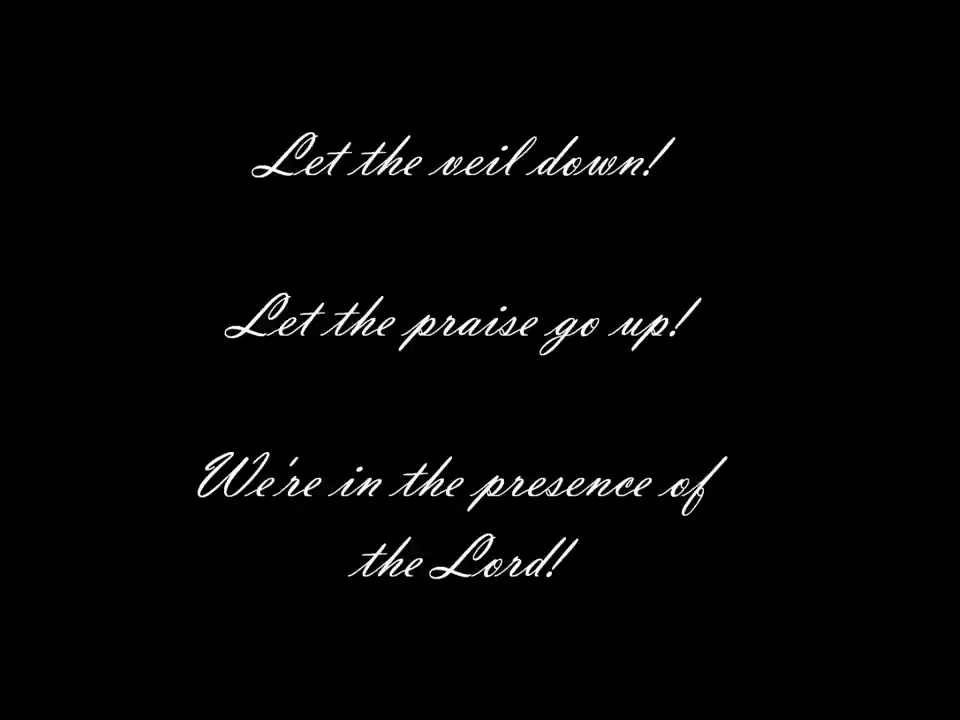 Let the veil down!
Let the praise go up!
We're in the presence of
the Lord!